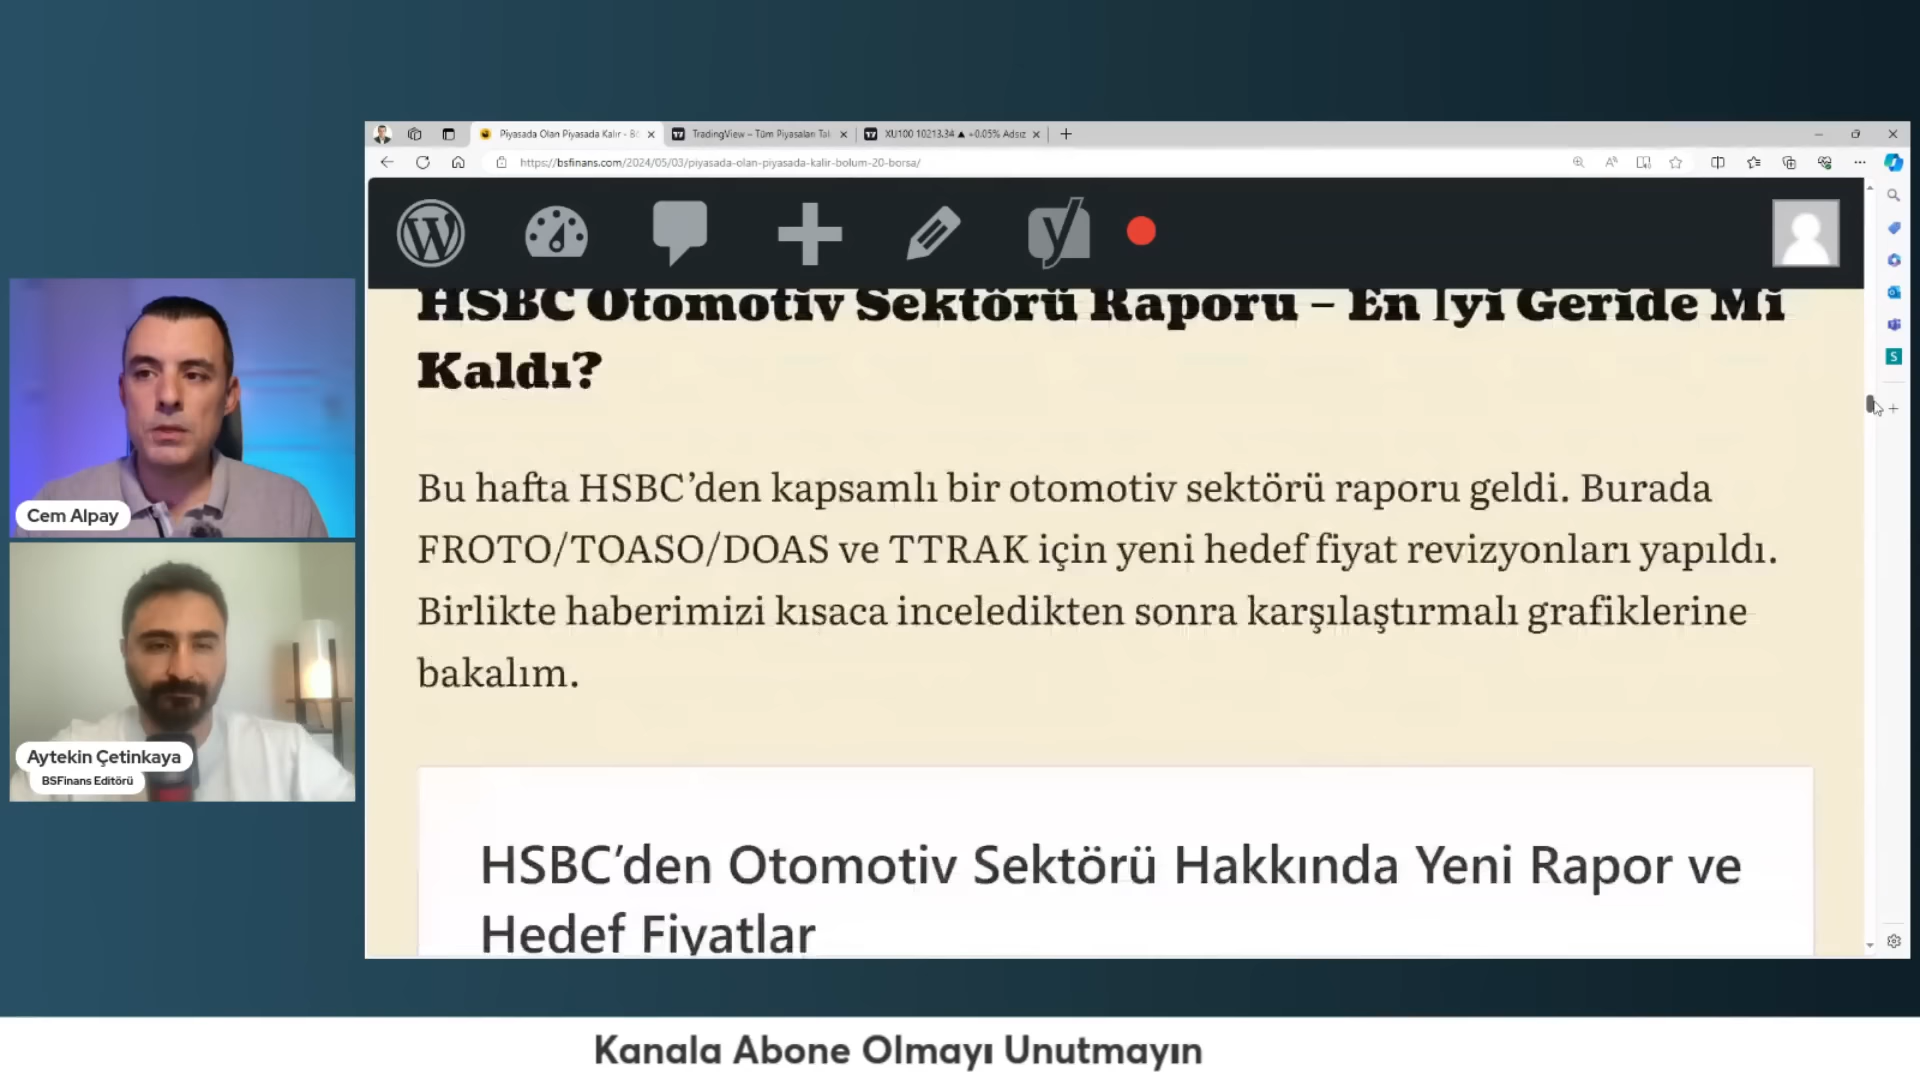 Piyasada Olan Piyasada Kalır - Bö
TradingView – Tüm Piyasaları Tak
XU100 10213.34 ▲ +0.05% Adsız
https://bsfinans.com/2024/05/03/piyasada-olan-piyasada-kalir-bolum-20-borsa/
HSBC Otomotiv Sektörü Raporu – En İyi Geride Mi
Kaldı?
Bu hafta HSBC’den kapsamlı bir otomotiv sektörü raporu geldi. Burada
FROTO/TOASO/DOAS ve TTRAK için yeni hedef fiyat revizyonları yapıldı.
Birlikte haberimizi kısaca inceledikten sonra karşılaştırmalı grafiklerine
bakalım.
HSBC’den Otomotiv Sektörü Hakkında Yeni Rapor ve
Hedef Fiyatlar
Cem Alpay
Aytekin Çetinkaya
BSFinans Editörü
Kanala Abone Olmayı Unutmayın